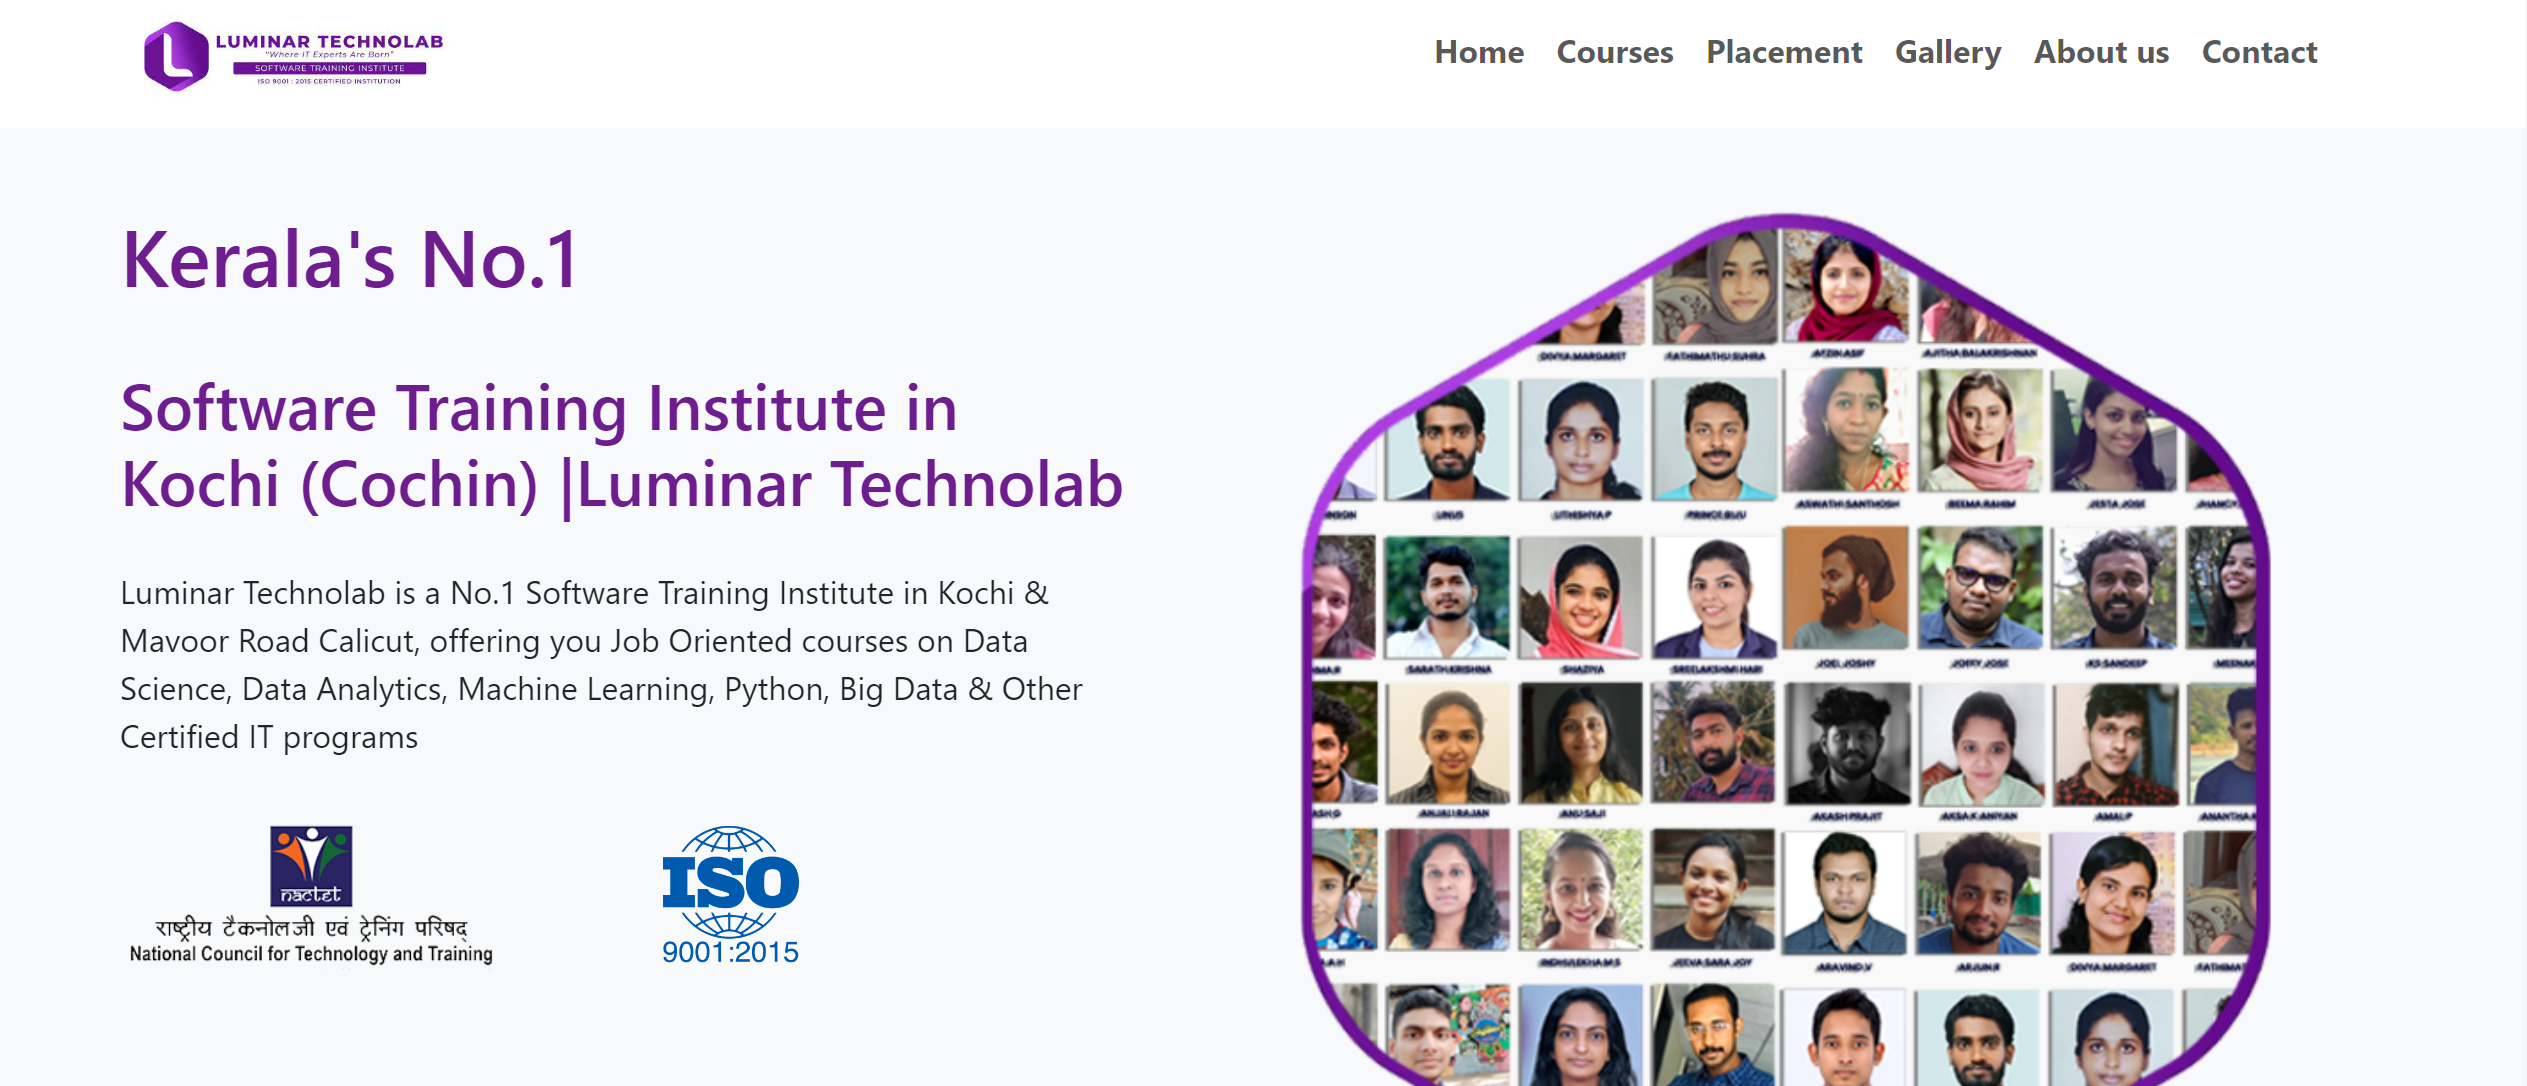 LUMINAR TECHNOLAB
"Where IT Experts Are Born"
SOFTWARE TRAINING INSTITUTE
ISO 9001 : 2015 CERTIFIED INSTITUTION
Home Courses Placement Gallery About us Contact
Kerala's No.1
Software Training Institute in
Kochi (Cochin) |Luminar Technolab
Luminar Technolab is a No.1 Software Training Institute in Kochi &
Mavoor Road Calicut, offering you Job Oriented courses on Data
Science, Data Analytics, Machine Learning, Python, Big Data & Other
Certified IT programs
nactet
राष्ट्रीय टैकनोलजी एवं ट्रेनिंग परिषद्
National Council for Technology and Training
ISO
9001:2015
DIVYA MARGARET FATHIMATHU SUHRA AFZIN ASIF AJITHA BALAKRISHNAN
LINUS LITHISHYA P PRINCE BIJU ASWATHI SANTHOSH BEEMA RAHIM JESTA JOSE
SARATH KRISHNA SHAZIYA SREELAKSHMI HARI JOEL JOSHY JOFFY JOSE KS SANDEEP
ANJALI RAJAN ANU SAJI AKASH PRAJIT AKSA K ANIYAN AMAL P
INDHULEKHA M S JEEVA SARA JOY ARAVIND V ARJUN R DIVYA MARGARET